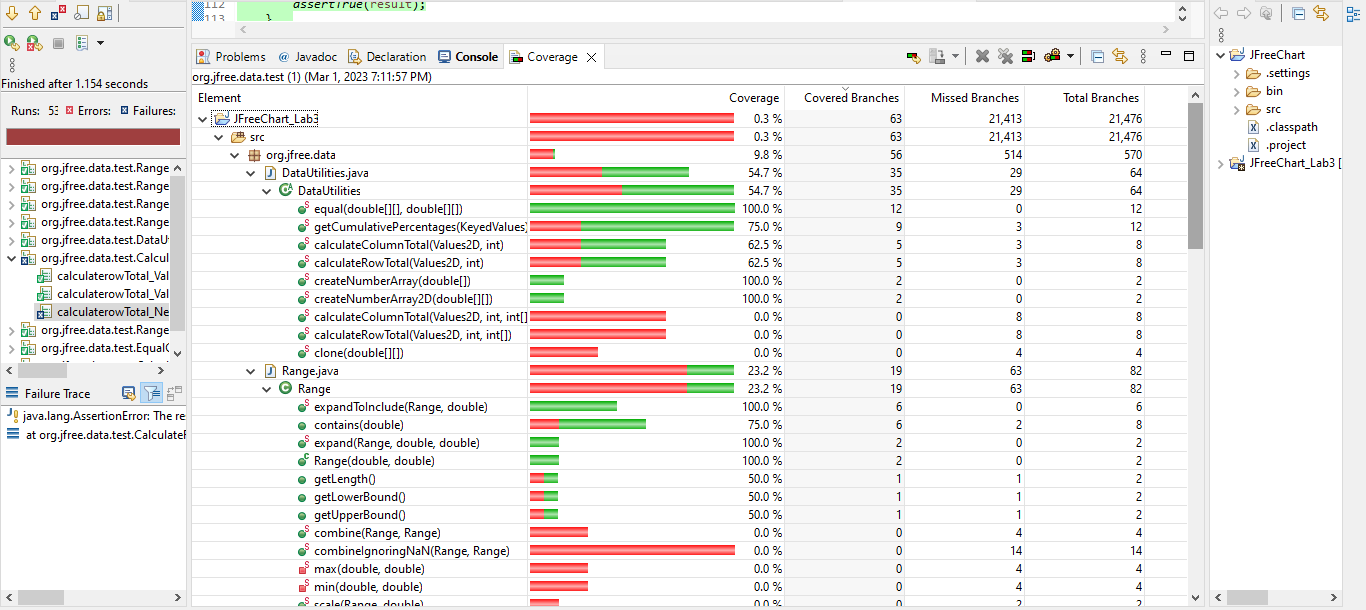 112 assertTrue(result);
113 }
Finished after 1.154 seconds
Runs: 53 Errors: Failures:
org.jfree.data.test.Range
org.jfree.data.test.Range
org.jfree.data.test.Range
org.jfree.data.test.Range
org.jfree.data.test.DataU
org.jfree.data.test.Calcul
calculaterowTotal_Val
calculaterowTotal_Val
calculaterowTotal_Ne
org.jfree.data.test.Range
org.jfree.data.test.EqualC
Failure Trace
java.lang.AssertionError: The re
at org.jfree.data.test.CalculateR
Problems Javadoc Declaration Console Coverage
org.jfree.data.test (1) (Mar 1, 2023 7:11:57 PM)
Element Coverage Covered Branches Missed Branches Total Branches
JFreeChart_Lab3 0.3 % 63 21,413 21,476
src 0.3 % 63 21,413 21,476
org.jfree.data 9.8 % 56 514 570
DataUtilities.java 54.7 % 35 29 64
DataUtilities 54.7 % 35 29 64
equal(double[][], double[][]) 100.0 % 12 0 12
getCumulativePercentages(KeyedValues) 75.0 % 9 3 12
calculateColumnTotal(Values2D, int) 62.5 % 5 3 8
calculateRowTotal(Values2D, int) 62.5 % 5 3 8
createNumberArray(double[]) 100.0 % 2 0 2
createNumberArray2D(double[][]) 100.0 % 2 0 2
calculateColumnTotal(Values2D, int, int[] 0.0 % 0 8 8
calculateRowTotal(Values2D, int, int[]) 0.0 % 0 8 8
clone(double[][]) 0.0 % 0 4 4
Range.java 23.2 % 19 63 82
Range 23.2 % 19 63 82
expandToInclude(Range, double) 100.0 % 6 0 6
contains(double) 75.0 % 6 2 8
expand(Range, double, double) 100.0 % 2 0 2
Range(double, double) 100.0 % 2 0 2
getLength() 50.0 % 1 1 2
getLowerBound() 50.0 % 1 1 2
getUpperBound() 50.0 % 1 1 2
combine(Range, Range) 0.0 % 0 4 4
combineIgnoringNaN(Range, Range) 0.0 % 0 14 14
max(double, double) 0.0 % 0 4 4
min(double, double) 0.0 % 0 4 4
scale(Range, double) 0.0 % 0 2 2
JFreeChart
.settings
bin
src
.classpath
.project
JFreeChart_Lab3